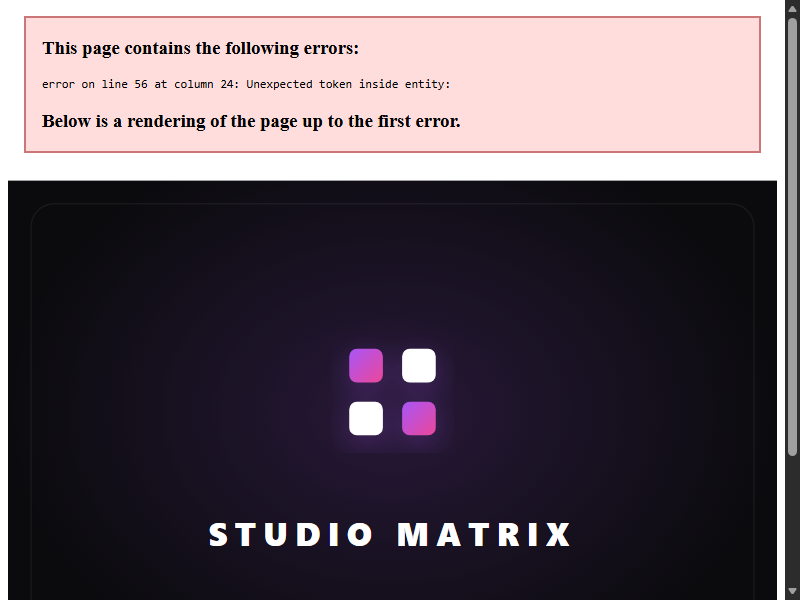 This page contains the following errors:
error on line 56 at column 24: Unexpected token inside entity:
Below is a rendering of the page up to the first error.
STUDIO MATRIX